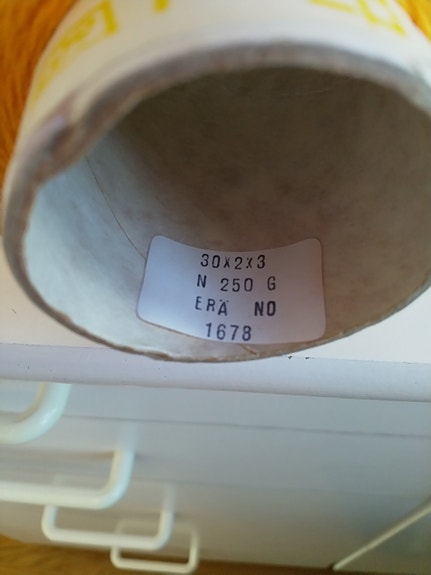 30X2X3
N 250 G
ERÄ NO
1678